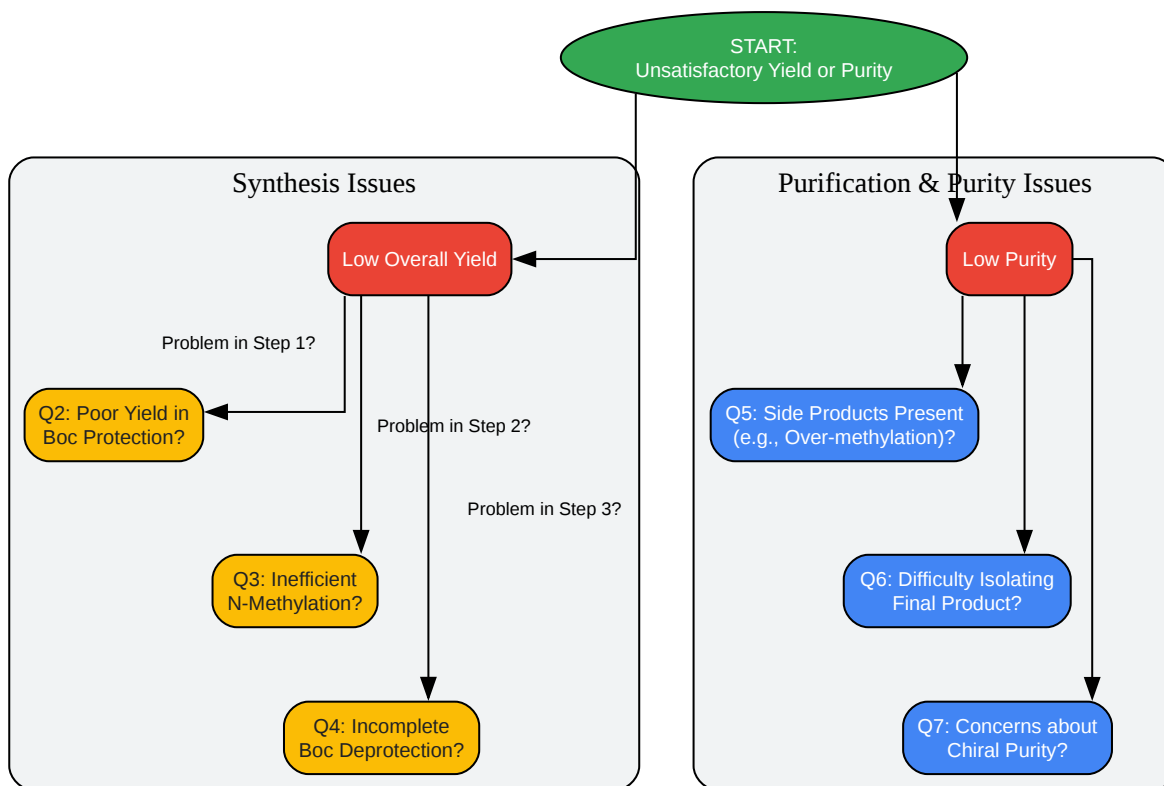 START:
Unsatisfactory Yield or Purity
Synthesis Issues
Low Overall Yield
Problem in Step 1?
Q2: Poor Yield in
Boc Protection?
Problem in Step 2?
Problem in Step 3?
Q3: Inefficient
N-Methylation?
Q4: Incomplete
Boc Deprotection?
Purification & Purity Issues
Low Purity
Q5: Side Products Present
(e.g., Over-methylation)?
Q6: Difficulty Isolating
Final Product?
Q7: Concerns about
Chiral Purity?